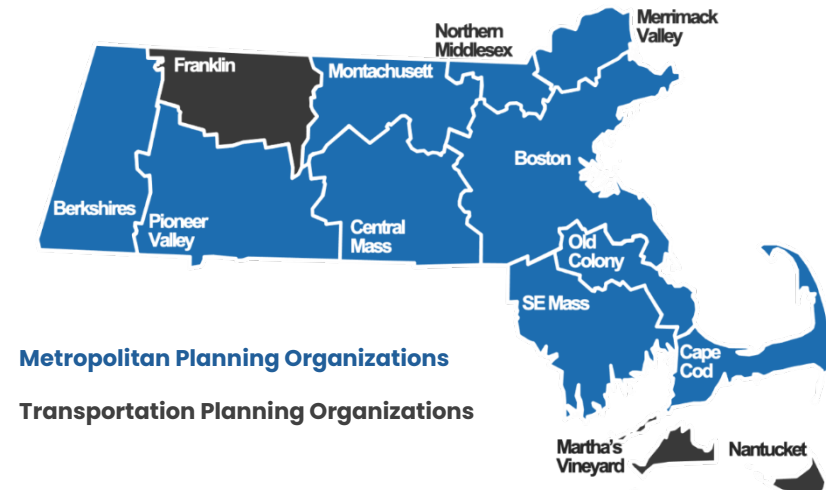 Merrimack
Valley
Northern
Middlesex
Franklin
Montachusett
Boston
Berkshires
Pioneer
Valley
Central
Mass
Old
Colony
SE Mass
Cape
Cod
Metropolitan Planning Organizations
Transportation Planning Organizations
Martha's
Vineyard
Nantucket